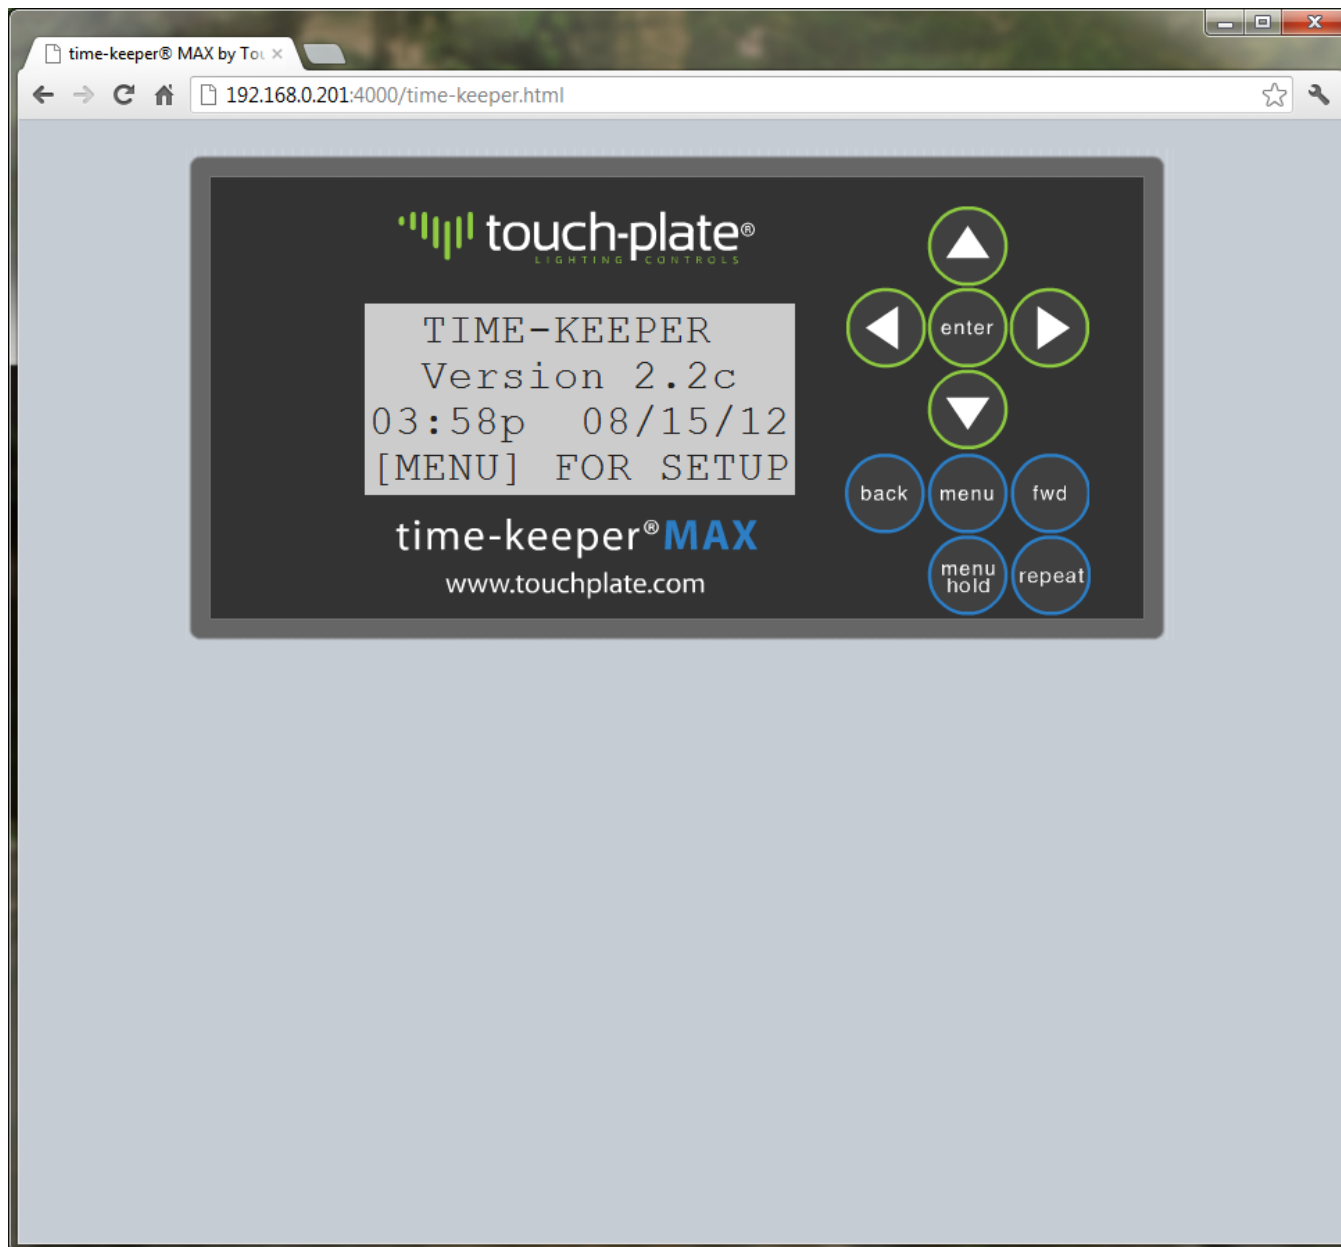 time-keeper® MAX by Tou
192.168.0.201:4000/time-keeper.html
touch-plate®
LIGHTING CONTROLS
TIME-KEEPER
Version 2.2c
03:58p 08/15/12
[MENU] FOR SETUP
time-keeper®MAX
www.touchplate.com
enter
back menu fwd
menu hold repeat